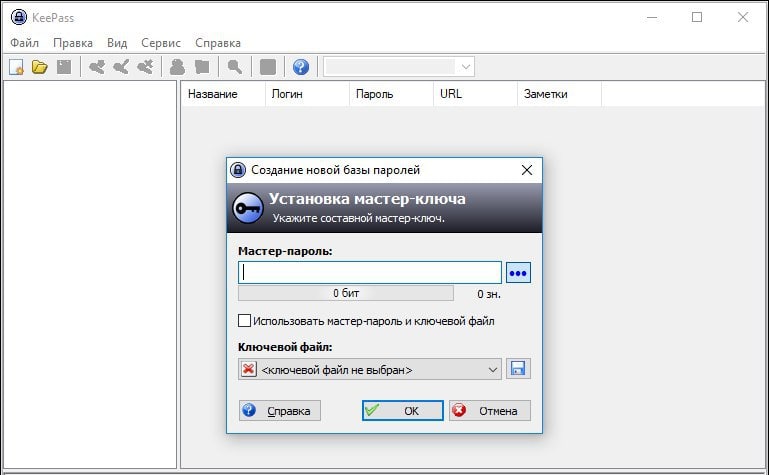 KeePass
Файл Правка Вид Сервис Справка
Название Логин Пароль URL Заметки
Создание новой базы паролей
Установка мастер-ключа
Укажите составной мастер-ключ.
Мастер-пароль:
0 бит 0 зн.
Использовать мастер-пароль и ключевой файл
Ключевой файл:
<ключевой файл не выбран>
Справка OK Отмена